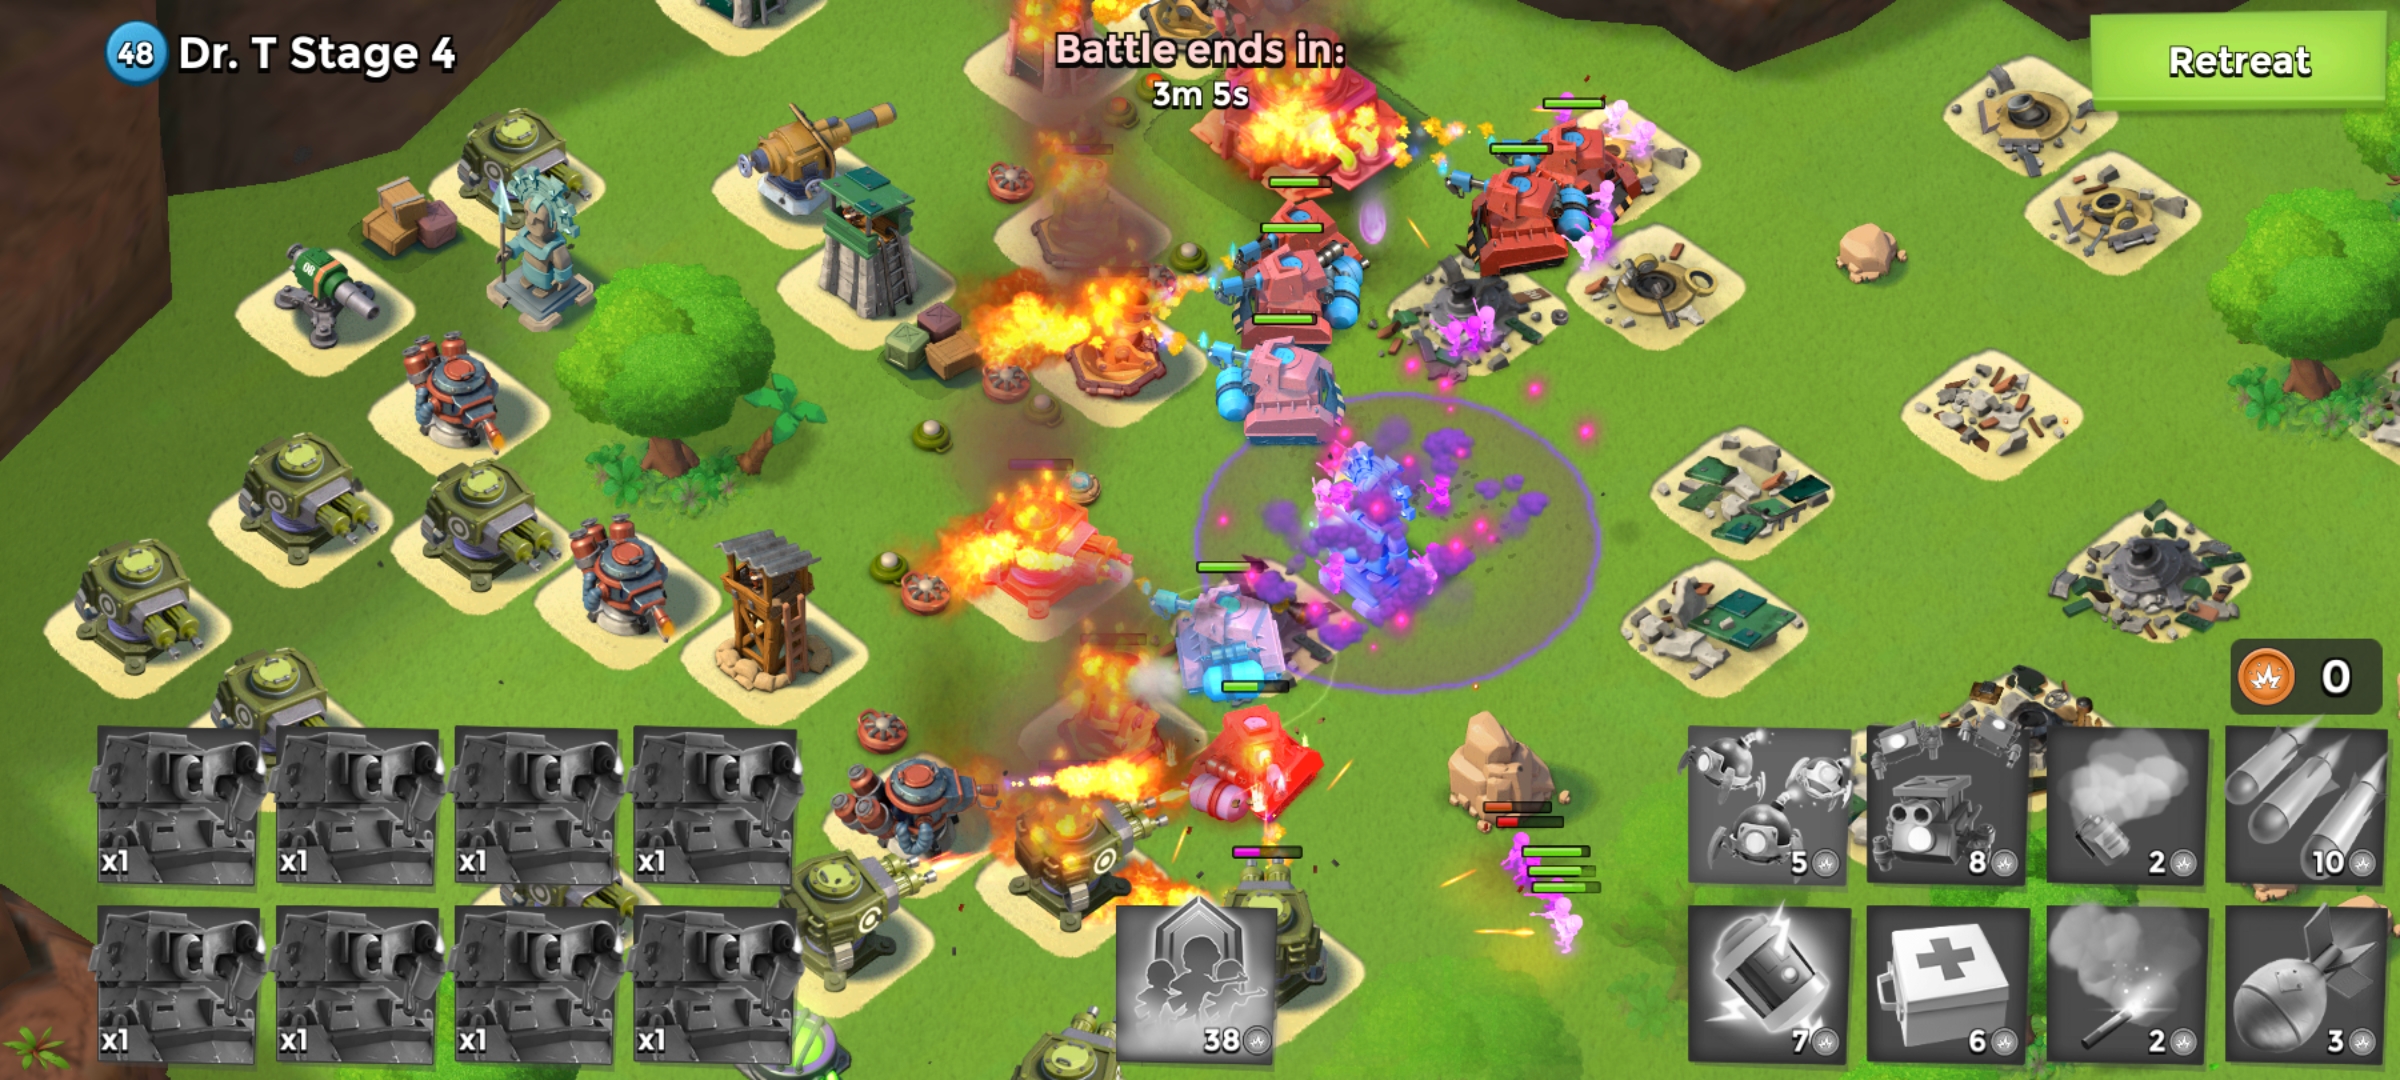 48 Dr. T Stage 4
Battle ends in:
3m 5s
Retreat
08
0
x1 x1 x1 x1
5 8 2 10
x1 x1 x1 x1
38
7 6 2 3